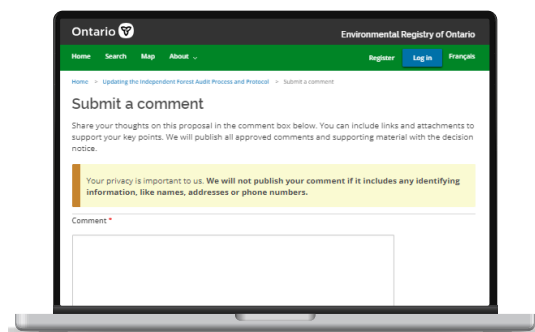 Ontario
Environmental Registry of Ontario
Home Search Map About Register Log in Français
Home > Updating the Independent Forest Audit Process and Protocol > Submit a comment
Submit a comment
Share your thoughts on this proposal in the comment box below. You can include links and attachments to
support your key points. We will publish all approved comments and supporting material with the decision
notice.
Your privacy is important to us. We will not publish your comment if it includes any identifying
information, like names, addresses or phone numbers.
Comment *